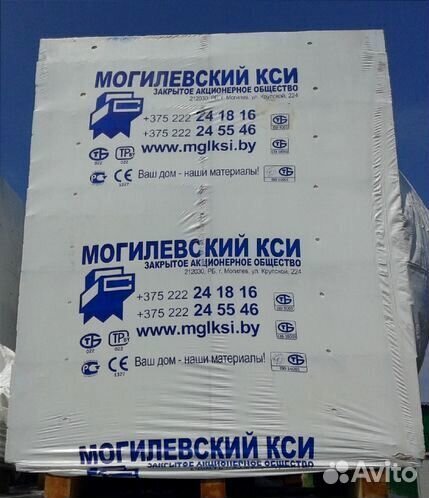 МОГИЛЕВСКИЙ КСИ
ЗАКРЫТОЕ АКЦИОНЕРНОЕ ОБЩЕСТВО
212030, РБ, г. Могилев, ул. Крупской, 224
+375 222 24 18 16
+375 222 24 55 46
www.mglksi.by
Ваш дом - наши материалы!
МОГИЛЕВСКИЙ КСИ
ЗАКРЫТОЕ АКЦИОНЕРНОЕ ОБЩЕСТВО
212030, РБ, г. Могилев, ул. Крупской, 224
+375 222 24 18 16
+375 222 24 55 46
www.mglksi.by
Ваш дом - наши материалы!
МОГИЛЕВСКИЙ КСИ
ЗАКРЫТОЕ АКЦИОНЕРНОЕ ОБЩЕСТВО
Avito